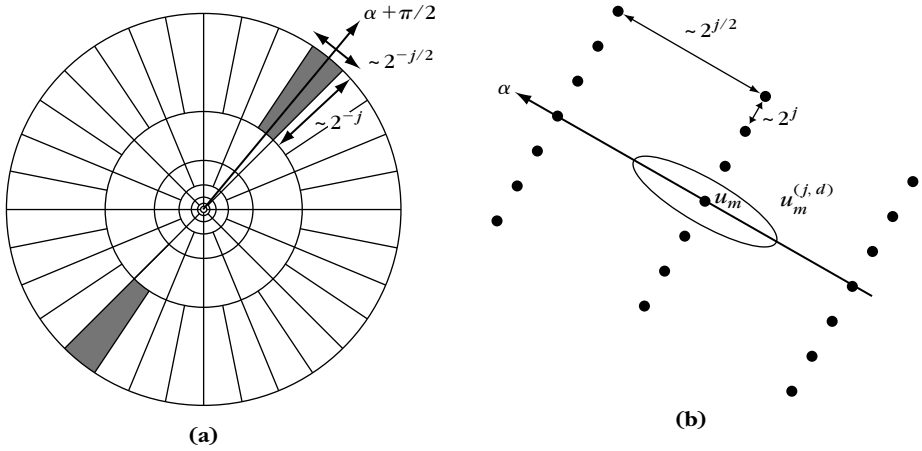 α + π/2
~ 2^{-j/2}
~ 2^{-j}
(a)
~ 2^{j/2}
α
~ 2^{j}
u_m
u_m^{(j, d)}
(b)